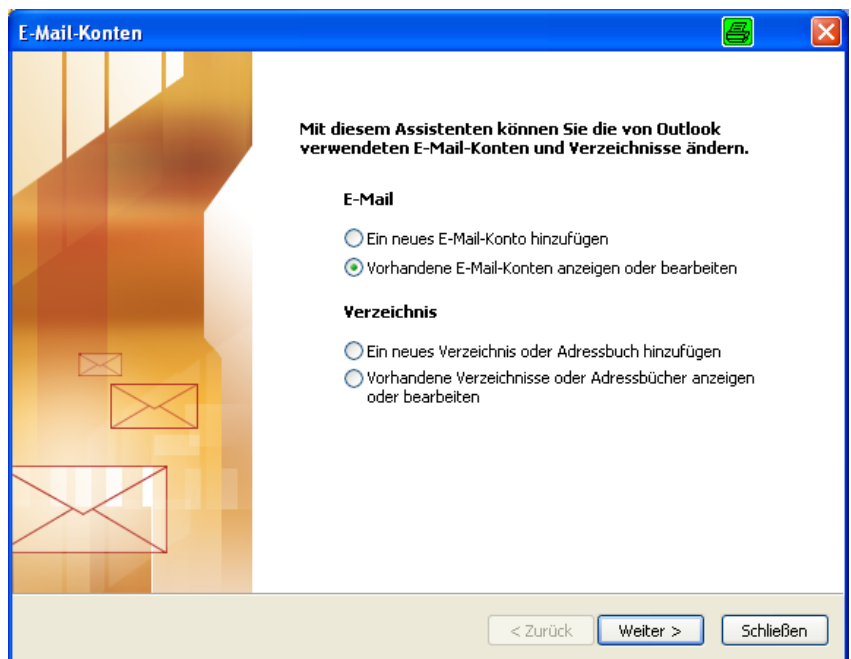 E-Mail-Konten
Mit diesem Assistenten können Sie die von Outlook
verwendeten E-Mail-Konten und Verzeichnisse ändern.
E-Mail
Ein neues E-Mail-Konto hinzufügen
Vorhandene E-Mail-Konten anzeigen oder bearbeiten
Verzeichnis
Ein neues Verzeichnis oder Adressbuch hinzufügen
Vorhandene Verzeichnisse oder Adressbücher anzeigen
oder bearbeiten
< Zurück Weiter > Schließen